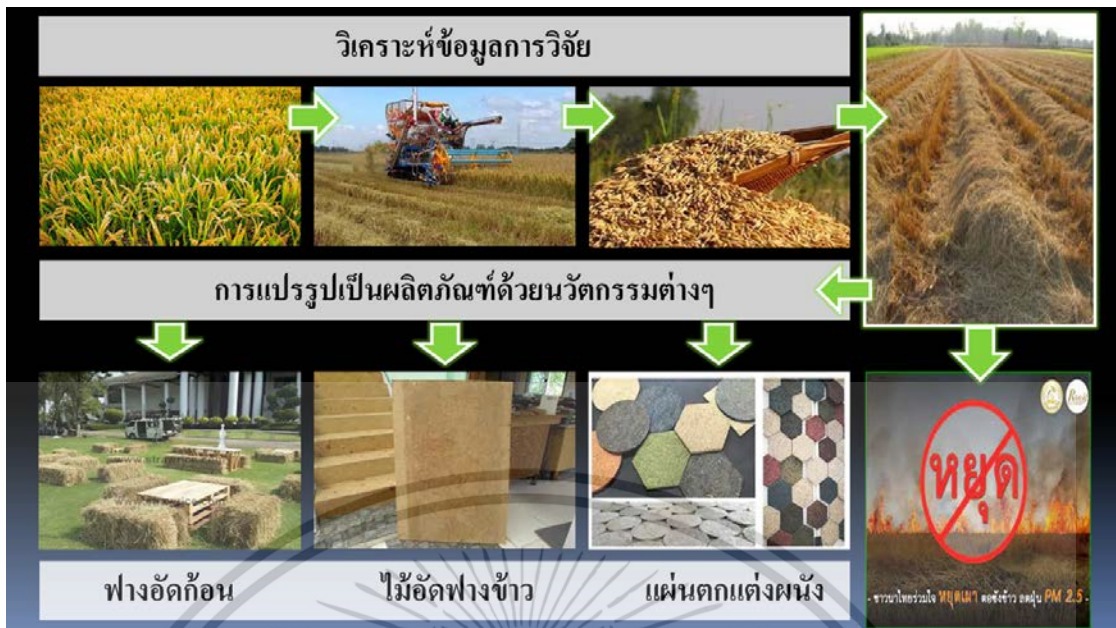 วิเคราะห์ข้อมูลการวิจัย
การแปรรูปเป็นผลิตภัณฑ์ด้วยนวัตกรรมต่างๆ
ฟางอัดก้อน
ไม้อัดฟางข้าว
แผ่นตกแต่งผนัง
หยุด
- ชาวนาไทยร่วมใจ หยุดเผา ตอซังข้าว ลดฝุ่น PM 2.5 -